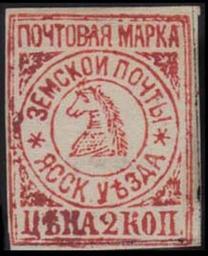 ПОЧТОВАЯ МАРКА
ЗЕМСКОЙ ПОЧТЫ
* ЯССК УѢЗДА *
ЦѢНА 2 КОП.